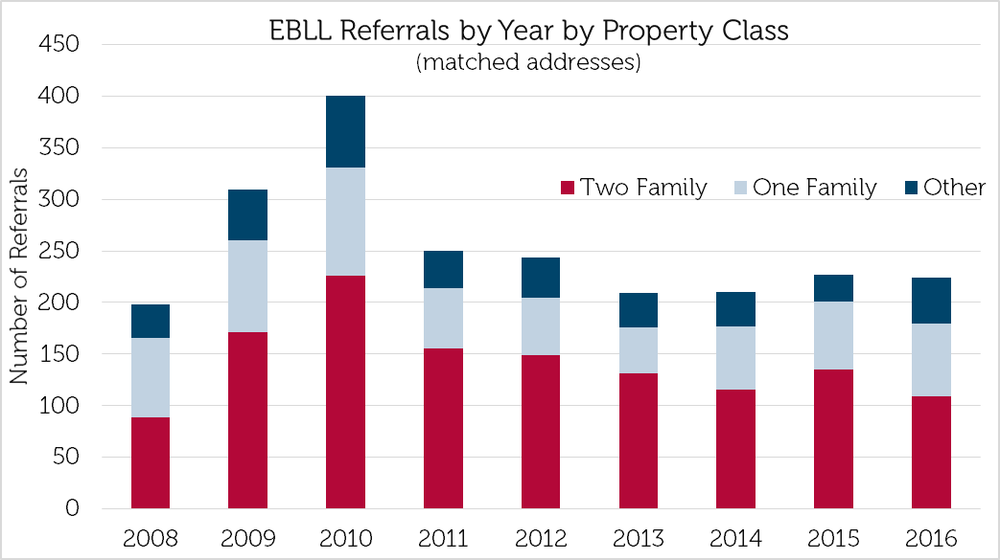 EBLL Referrals by Year by Property Class
(matched addresses)
Number of Referrals
450
400
350
300
250
200
150
100
50
0
Two Family One Family Other
2008 2009 2010 2011 2012 2013 2014 2015 2016